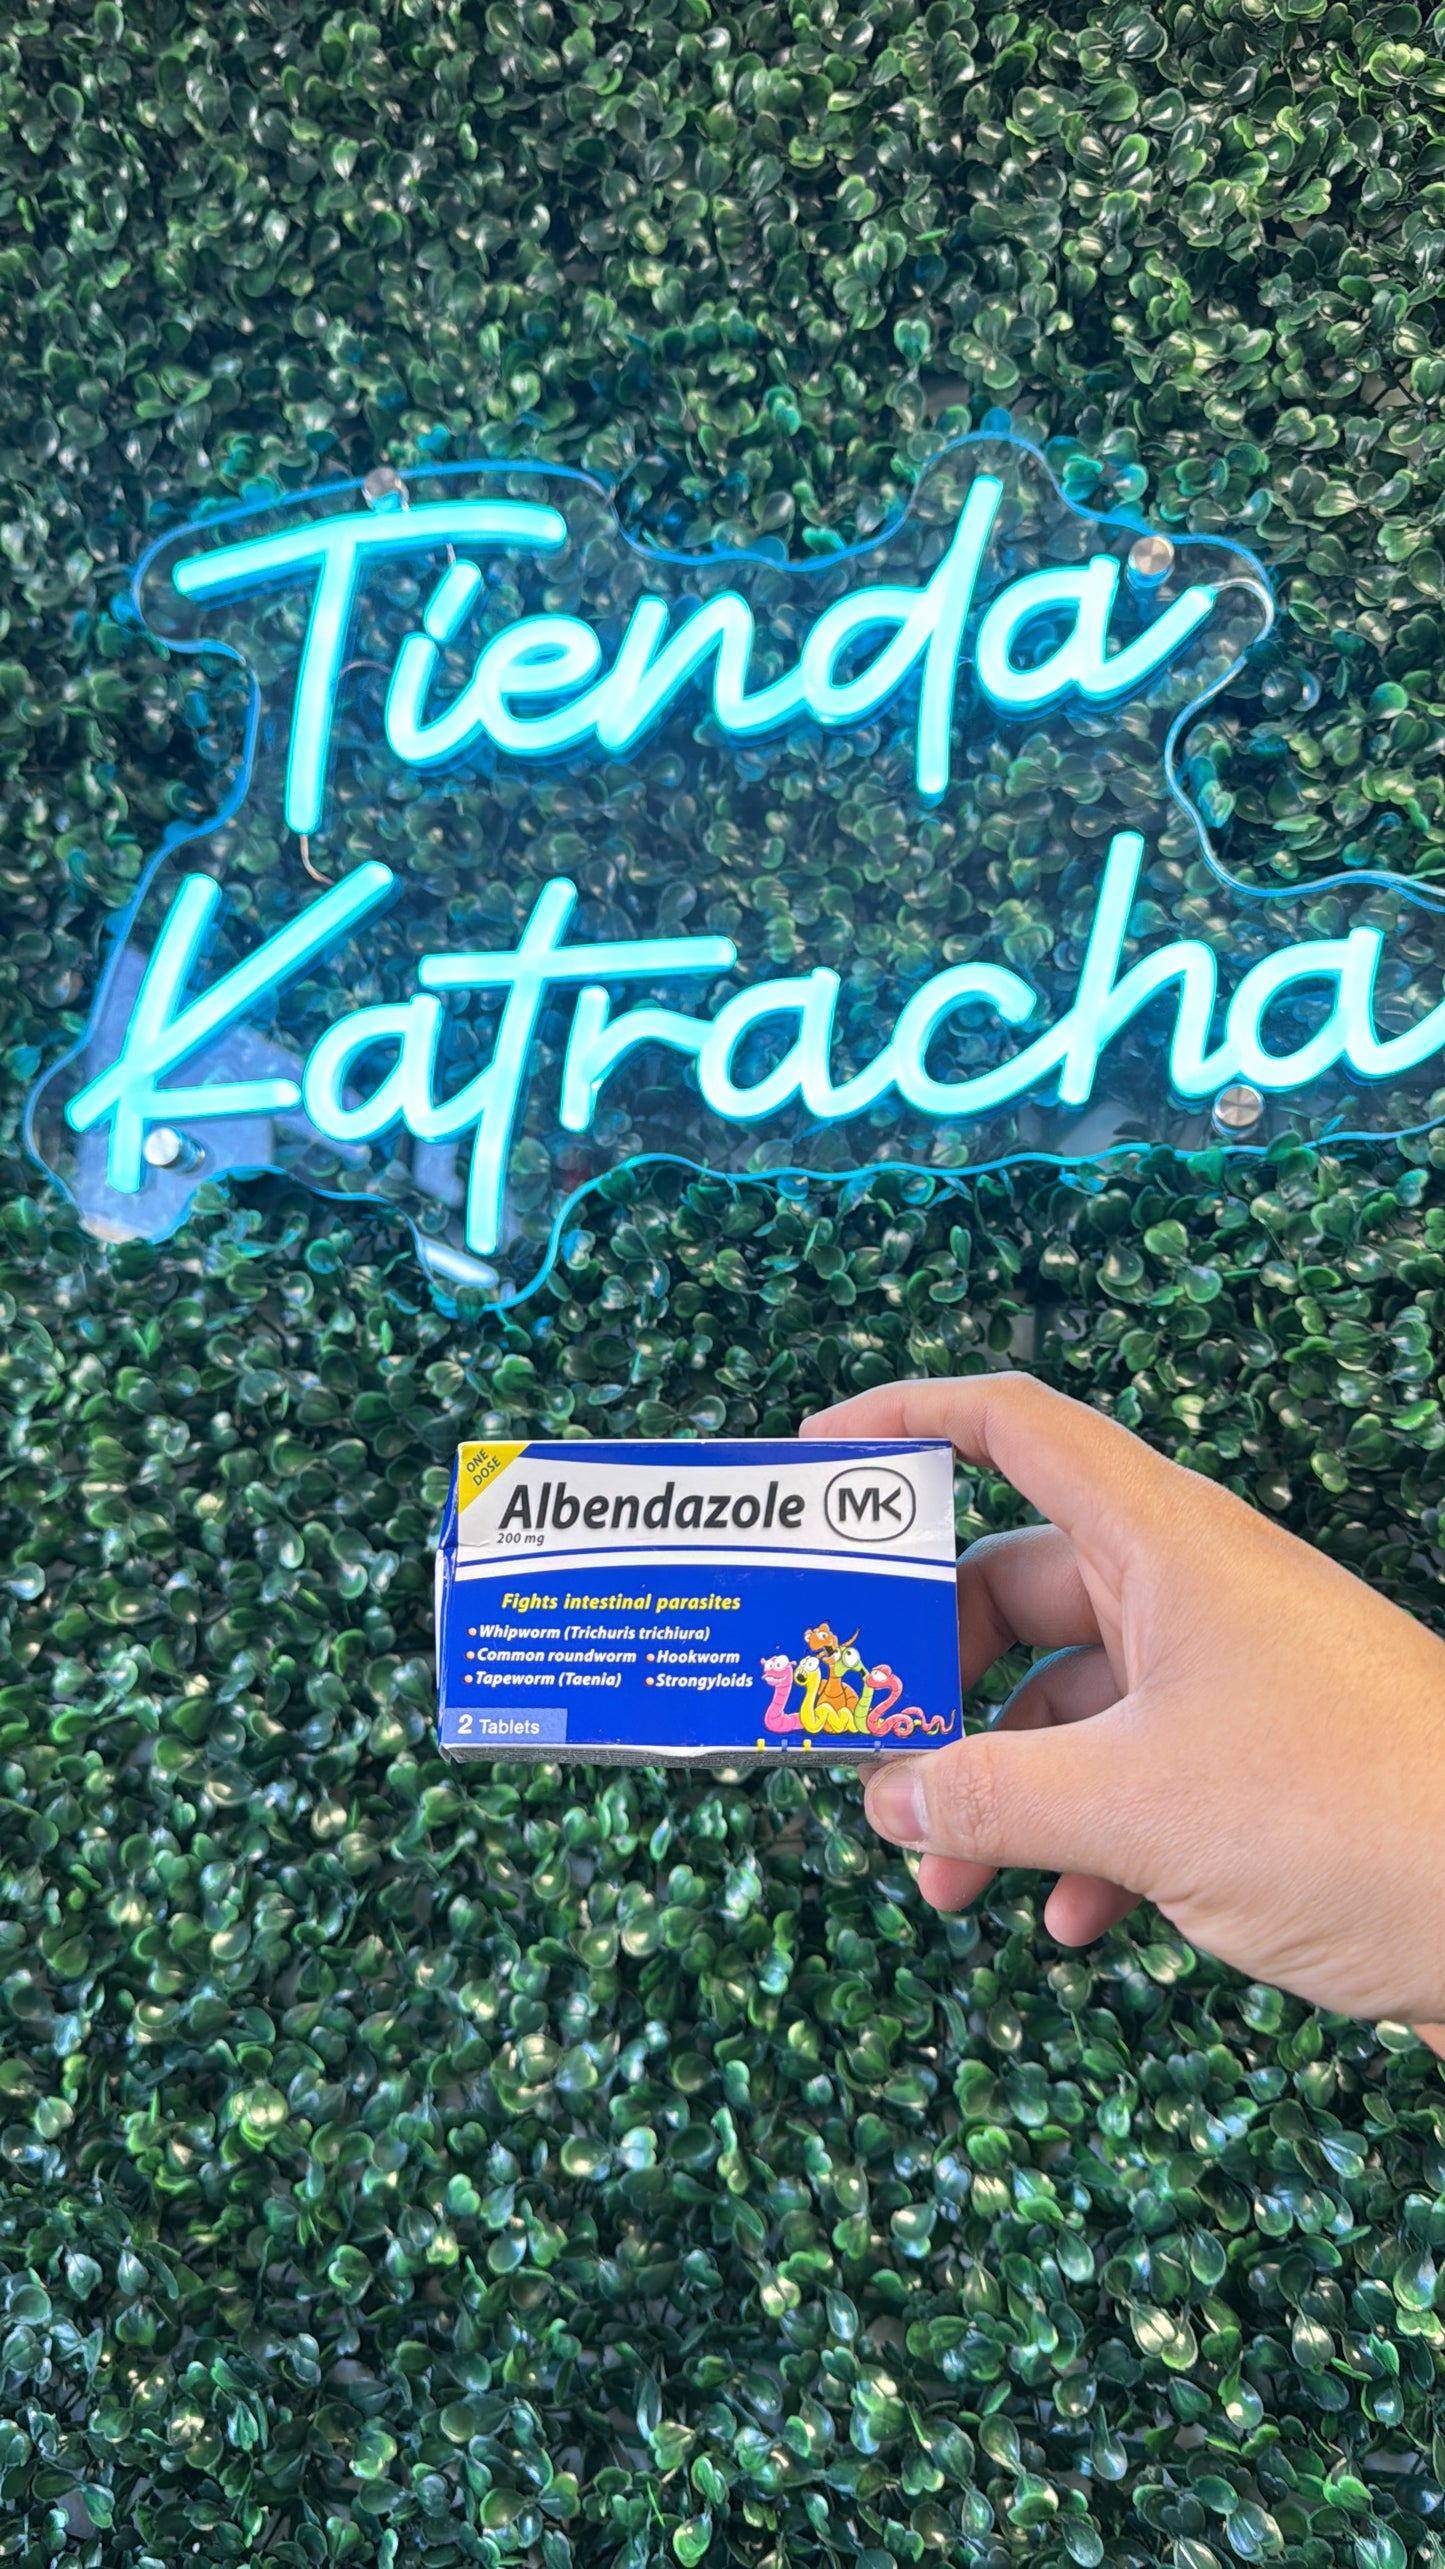 Tienda
Katracha
ONE
DOSE
Albendazole MK
200 mg
Fights intestinal parasites
•Whipworm (Trichuris trichiura)
•Common roundworm •Hookworm
•Tapeworm (Taenia) •Strongyloids
2 Tablets